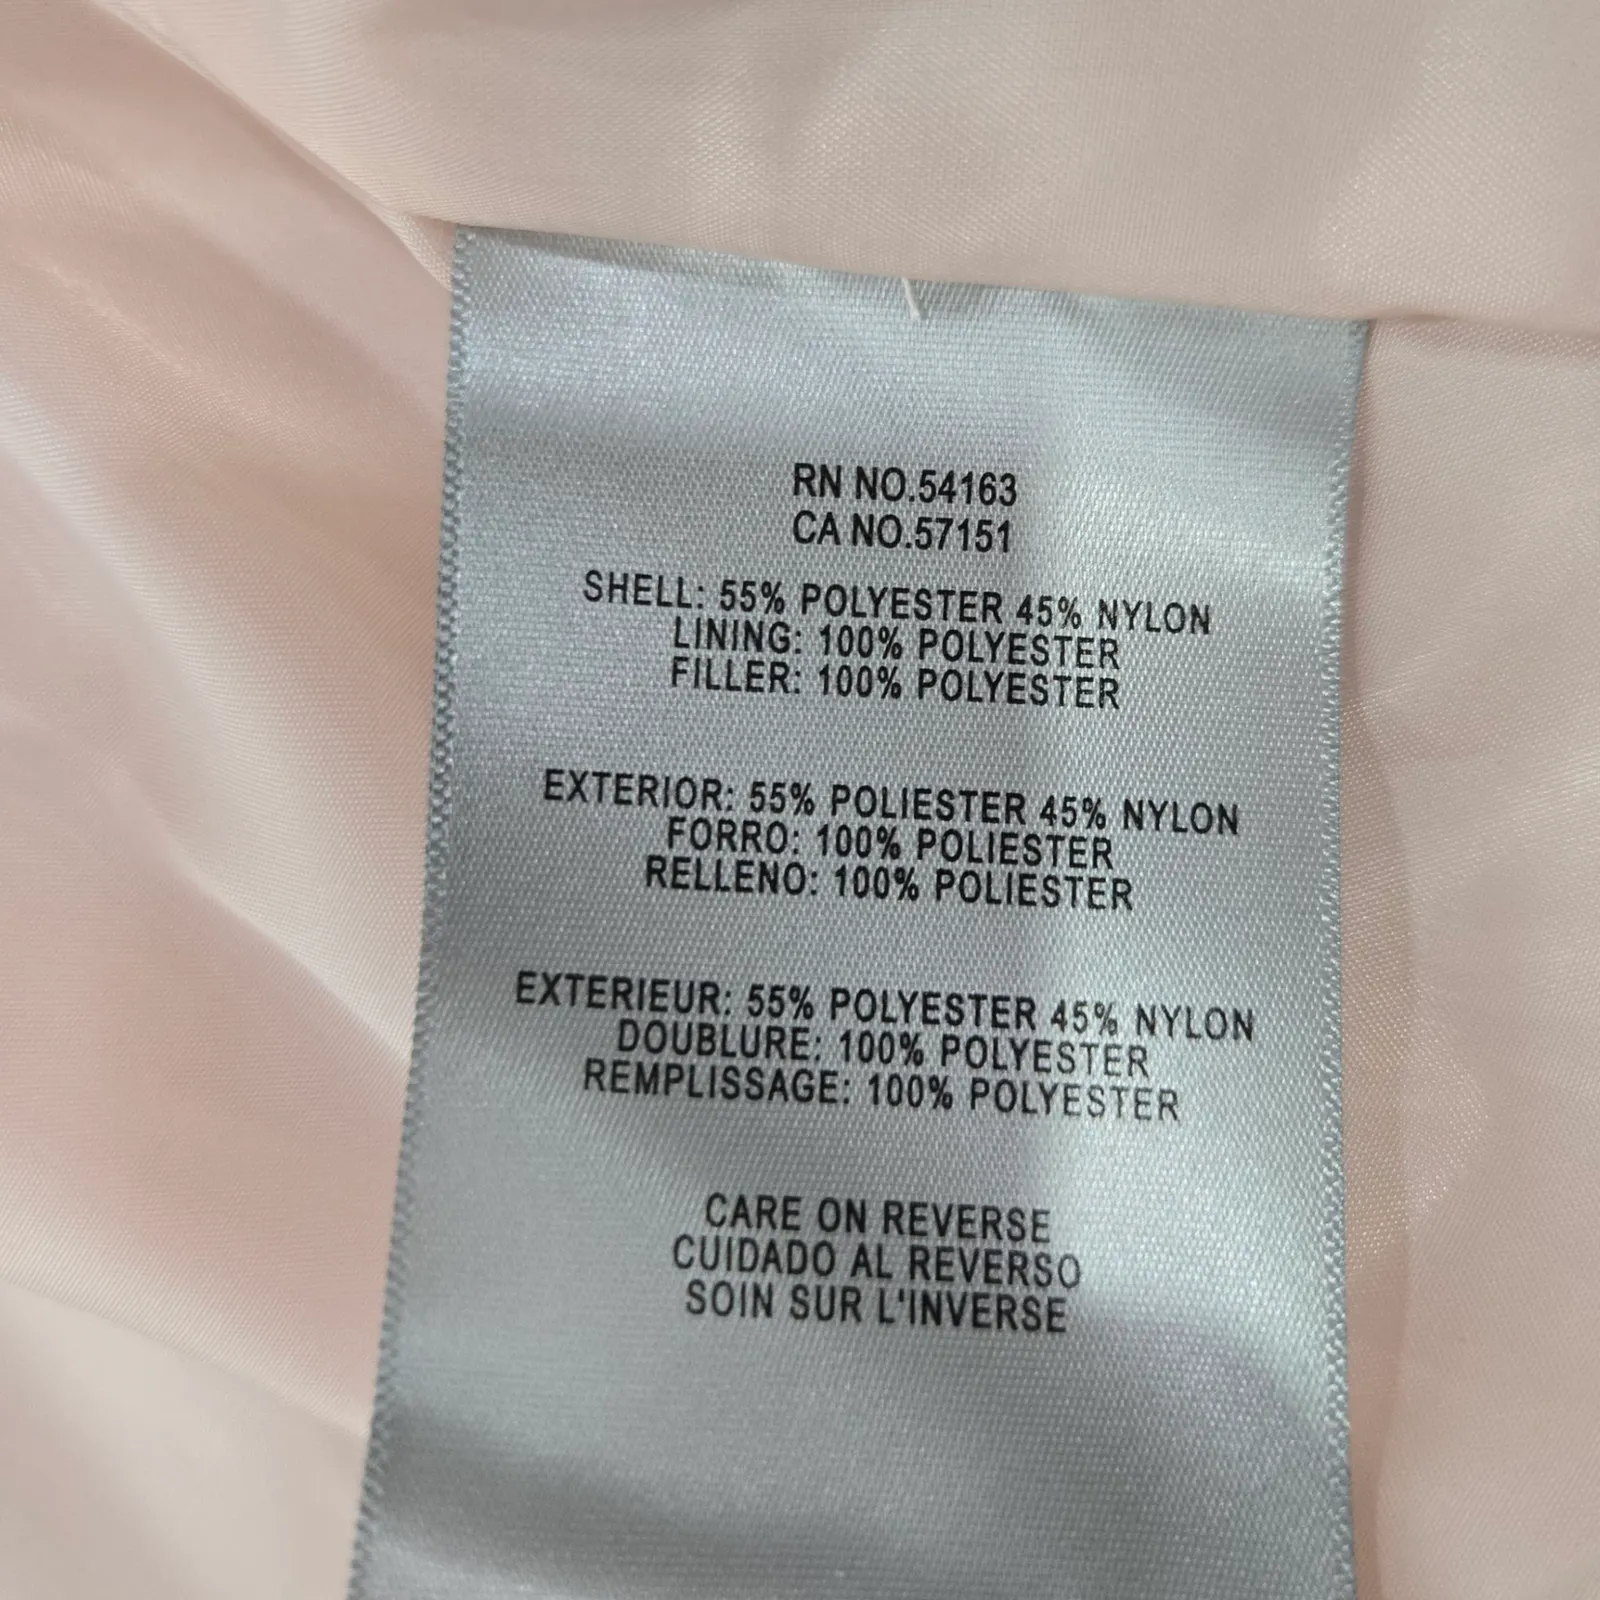 RN NO.54163
CA NO.57151
SHELL: 55% POLYESTER 45% NYLON
LINING: 100% POLYESTER
FILLER: 100% POLYESTER
EXTERIOR: 55% POLIESTER 45% NYLON
FORRO: 100% POLIESTER
RELLENO: 100% POLIESTER
EXTERIEUR: 55% POLYESTER 45% NYLON
DOUBLURE: 100% POLYESTER
REMPLISSAGE: 100% POLYESTER
CARE ON REVERSE
CUIDADO AL REVERSO
SOIN SUR L'INVERSE